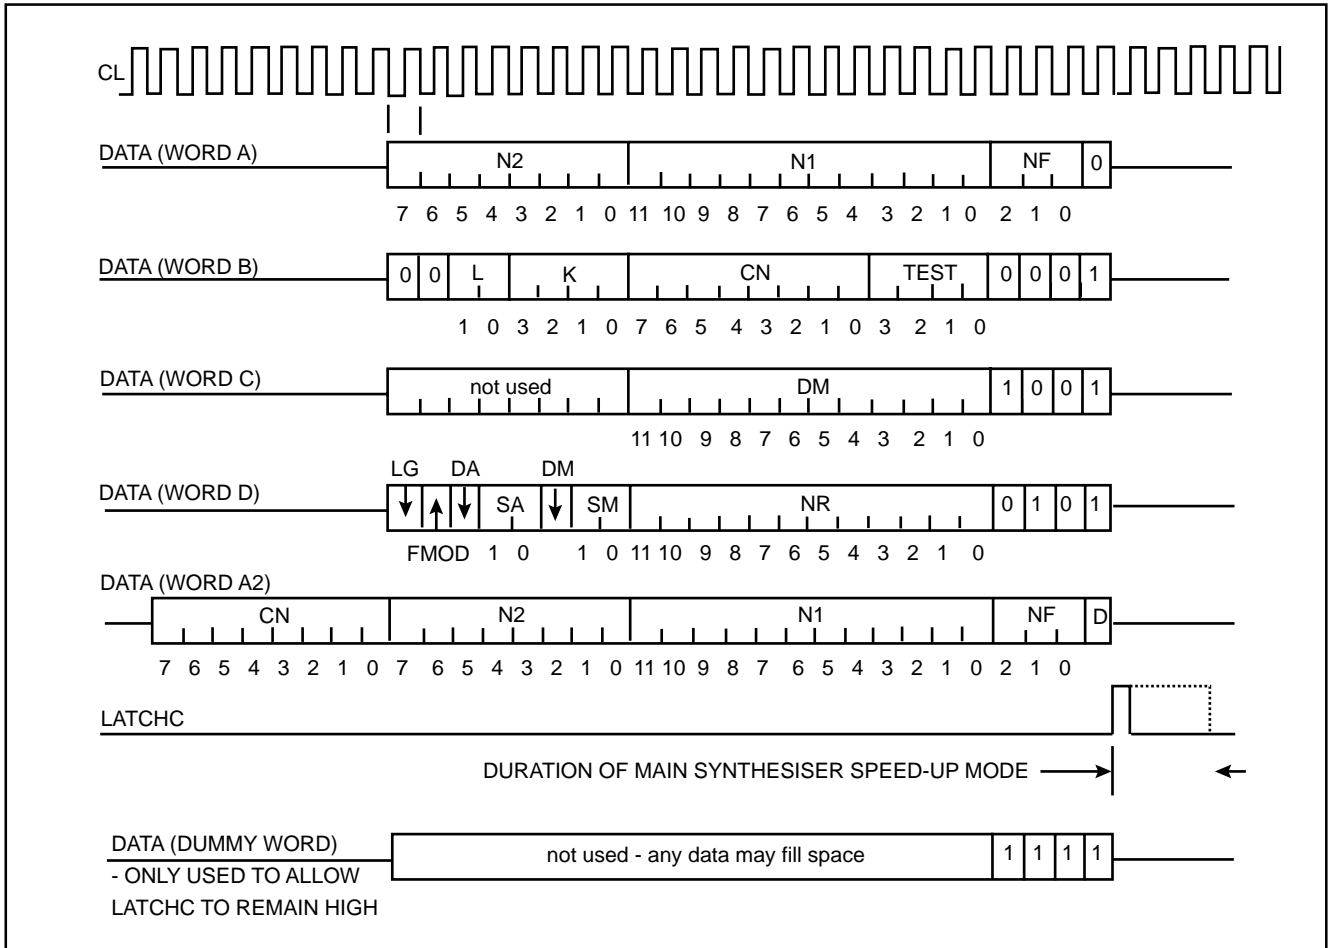 CL
DATA (WORD A) N2 N1 NF 0
7 6 5 4 3 2 1 0 11 10 9 8 7 6 5 4 3 2 1 0 2 1 0
DATA (WORD B) 0 0 L K CN TEST 0 0 0 1
1 0 3 2 1 0 7 6 5 4 3 2 1 0 3 2 1 0
DATA (WORD C) not used DM 1 0 0 1
11 10 9 8 7 6 5 4 3 2 1 0
LG DA DM
DATA (WORD D) SA SM NR 0 1 0 1
FMOD 1 0 1 0 11 10 9 8 7 6 5 4 3 2 1 0
DATA (WORD A2)
CN N2 N1 NF D
7 6 5 4 3 2 1 0 7 6 5 4 3 2 1 0 11 10 9 8 7 6 5 4 3 2 1 0 2 1 0
LATCHC
DURATION OF MAIN SYNTHESISER SPEED-UP MODE
DATA (DUMMY WORD) not used - any data may fill space 1 1 1 1
- ONLY USED TO ALLOW
LATCHC TO REMAIN HIGH